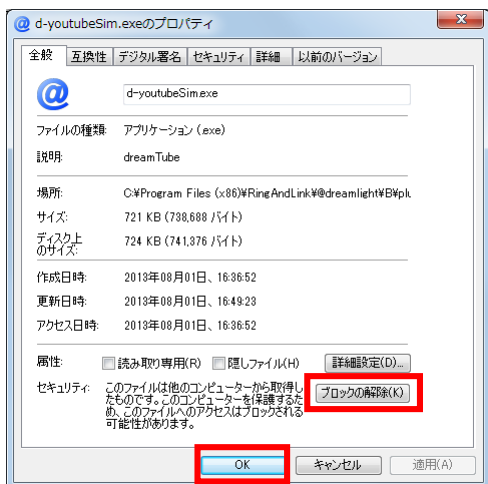 d-youtubeSim.exeのプロパティ
全般 互換性 デジタル署名 セキュリティ 詳細 以前のバージョン
d-youtubeSim.exe
ファイルの種類: アプリケーション (.exe)
説明: dreamTube
場所: C:¥Program Files (x86)¥RingAndLink¥@dreamlight¥B¥plu
サイズ: 721 KB (738,688 バイト)
ディスク上
のサイズ: 724 KB (741,376 バイト)
作成日時: 2013年08月01日、16:36:52
更新日時: 2013年08月01日、16:49:23
アクセス日時: 2013年08月01日、16:36:52
属性: 読み取り専用(R) 隠しファイル(H) 詳細設定(D)...
セキュリティ: このファイルは他のコンピューターから取得し
たものです。このコンピューターを保護するた
め、このファイルへのアクセスはブロックされる
可能性があります。
ブロックの解除(K)
OK キャンセル 適用(A)